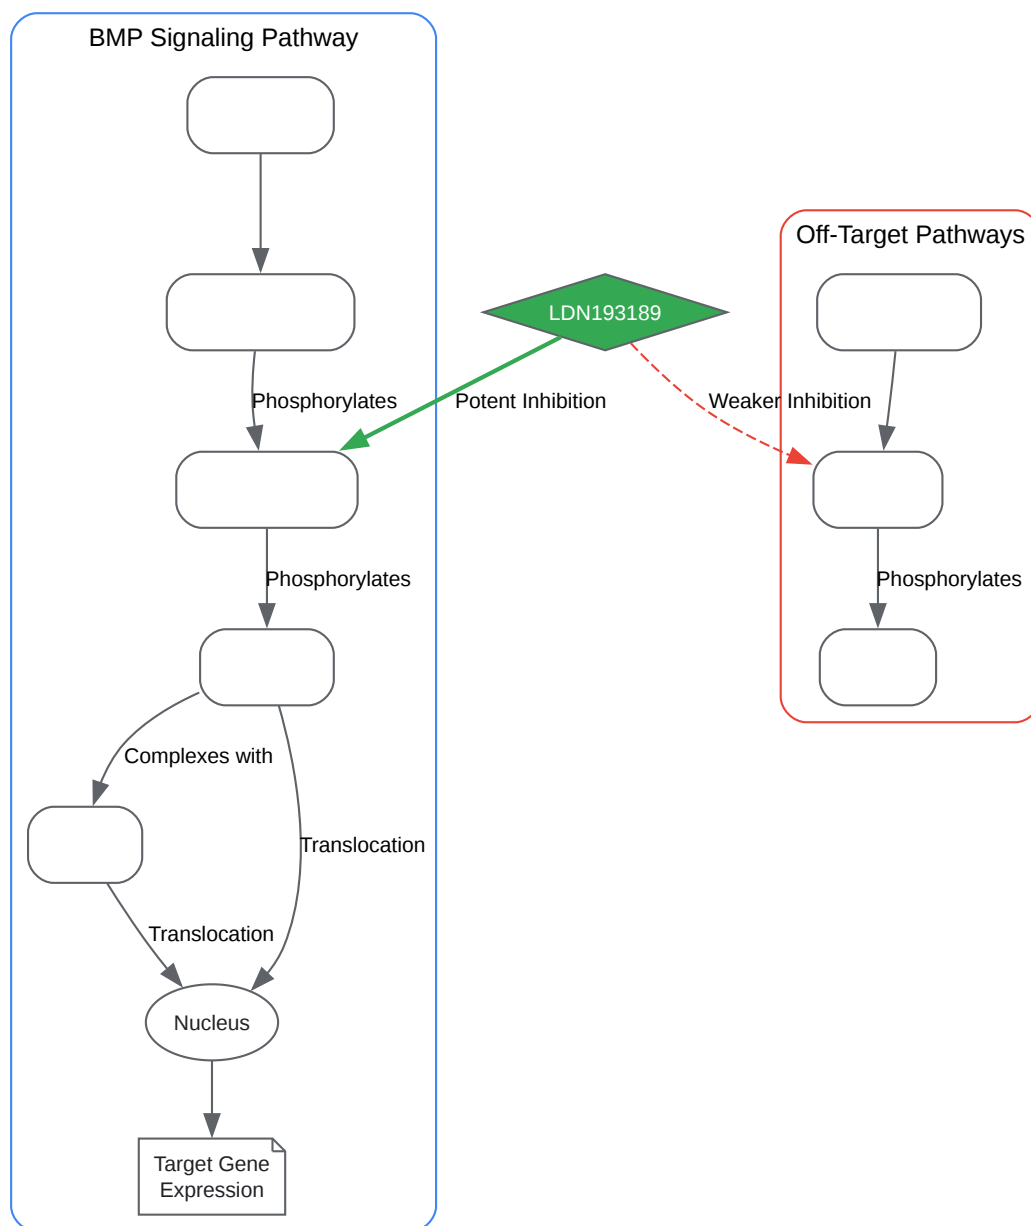 BMP Signaling Pathway
Off-Target Pathways
LDN193189
Phosphorylates
Potent Inhibition
Weaker Inhibition
Phosphorylates
Phosphorylates
Complexes with
Translocation
Translocation
Nucleus
Target Gene
Expression